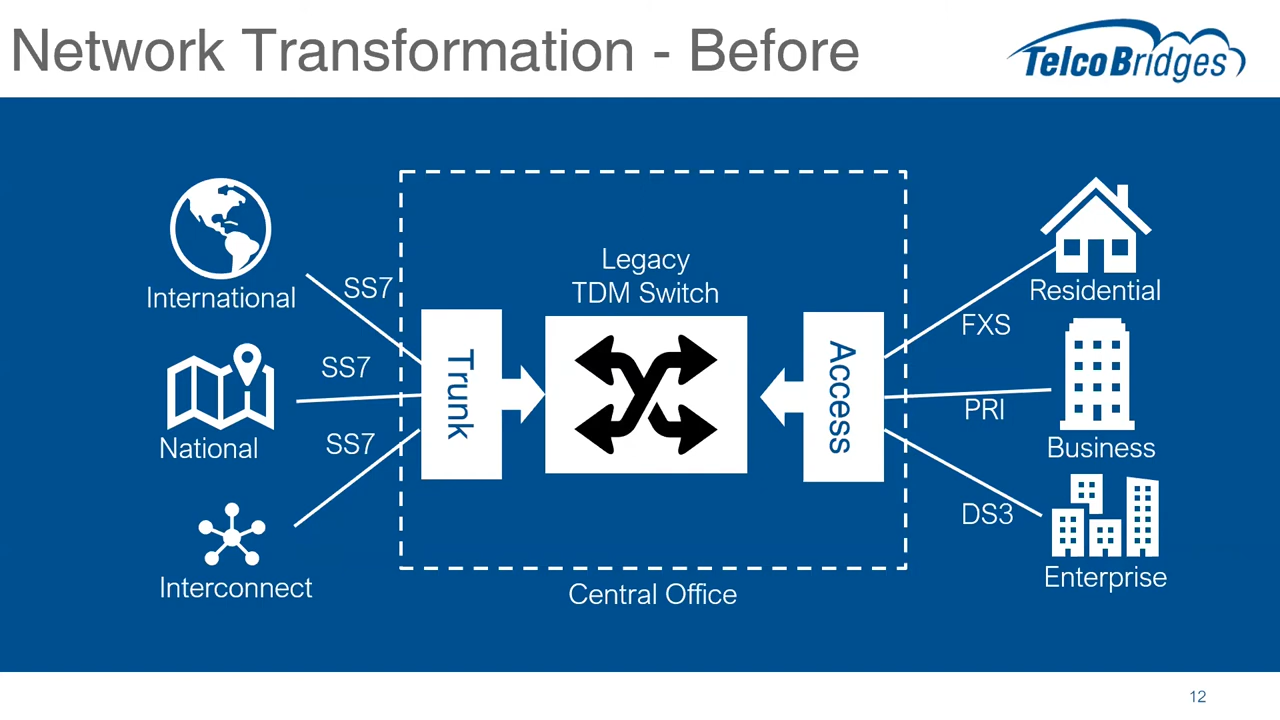 Network Transformation - Before
TelcoBridges
International
SS7
National
SS7
Interconnect
SS7
Trunk
Legacy
TDM Switch
Access
Central Office
FXS
Residential
PRI
Business
DS3
Enterprise
12